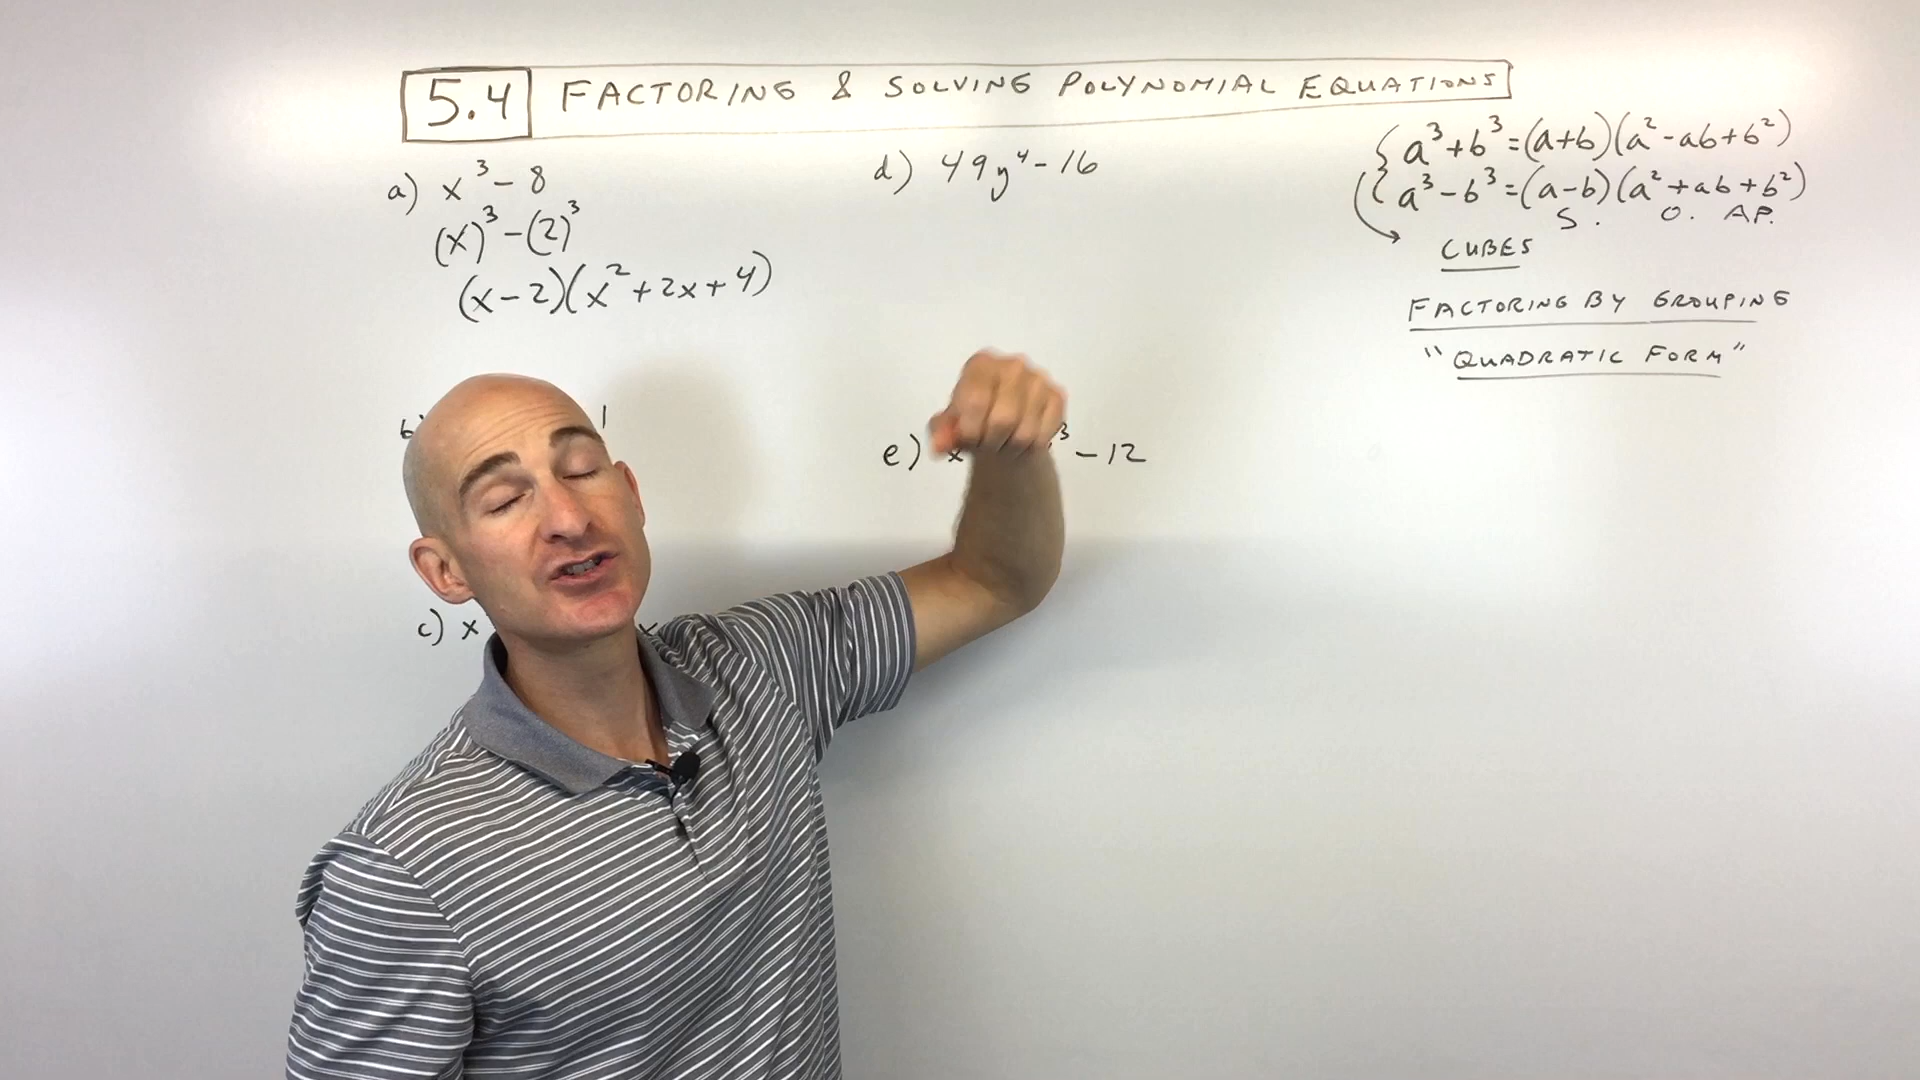 5.4 FACTORING & SOLVING POLYNOMIAL EQUATIONS
a) x³ - 8
(x)³ - (2)³
(x - 2)(x² + 2x + 4)
b)
1
c) x
x
d) 49y⁴ - 16
e) x
³ - 12
a³ + b³ = (a+b)(a² - ab + b²)
a³ - b³ = (a-b)(a² + ab + b²)
S. O. AP.
CUBES
FACTORING BY GROUPING
"QUADRATIC FORM"